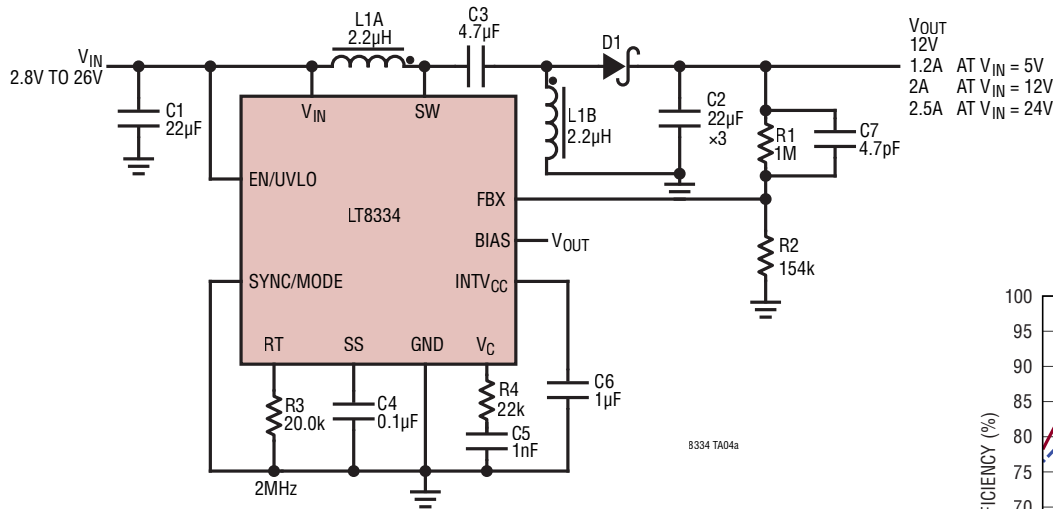 L1A
2.2µH
C3
4.7µF
D1
VIN
2.8V TO 26V
VOUT
12V
1.2A AT VIN = 5V
2A AT VIN = 12V
2.5A AT VIN = 24V
C1
22µF
VIN
SW
L1B
2.2µH
C2
22µF
×3
R1
1M
C7
4.7pF
EN/UVLO
LT8334
FBX
BIAS
VOUT
R2
154k
SYNC/MODE
INTVCC
RT
SS
GND
VC
R3
20.0k
C4
0.1µF
R4
22k
C5
1nF
C6
1µF
2MHz
8334 TA04a
100
95
90
85
80
75
70